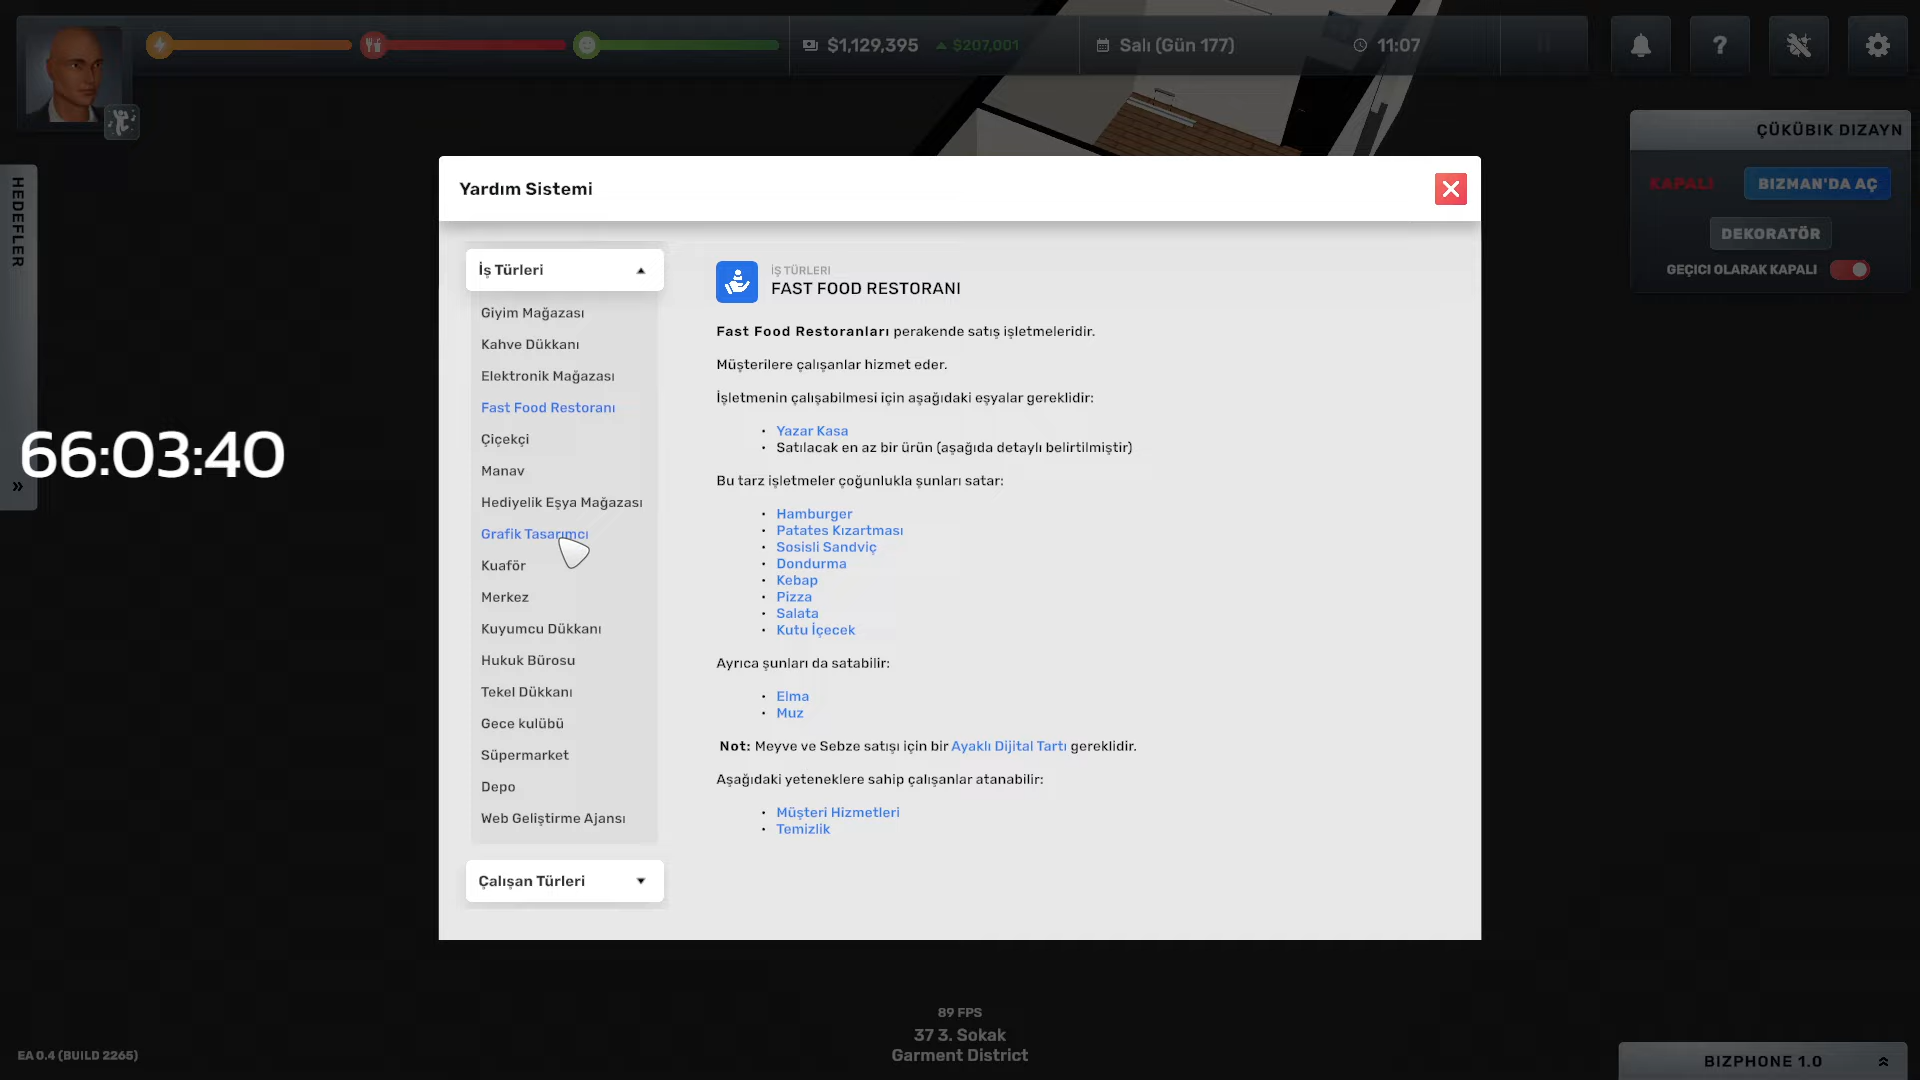 $1,129,395
$207,001
Salı (Gün 177)
11:07
?
HEDEFLER
»
66:03:40
ÇÜKÜBIK DIZAYN
KAPALI
BIZMAN'DA AÇ
DEKORATÖR
GEÇICI OLARAK KAPALI
Yardım Sistemi
İş Türleri
Giyim Mağazası
Kahve Dükkanı
Elektronik Mağazası
Fast Food Restoranı
Çiçekçi
Manav
Hediyelik Eşya Mağazası
Grafik Tasarımcı
Kuaför
Merkez
Kuyumcu Dükkanı
Hukuk Bürosu
Tekel Dükkanı
Gece kulübü
Süpermarket
Depo
Web Geliştirme Ajansı
Çalışan Türleri
İŞ TÜRLERİ
FAST FOOD RESTORANI
Fast Food Restoranları perakende satış işletmeleridir.
Müşterilere çalışanlar hizmet eder.
İşletmenin çalışabilmesi için aşağıdaki eşyalar gereklidir:
• Yazar Kasa
• Satılacak en az bir ürün (aşağıda detaylı belirtilmiştir)
Bu tarz işletmeler çoğunlukla şunları satar:
• Hamburger
• Patates Kızartması
• Sosisli Sandviç
• Dondurma
• Kebap
• Pizza
• Salata
• Kutu İçecek
Ayrıca şunları da satabilir:
• Elma
• Muz
Not: Meyve ve Sebze satışı için bir Ayaklı Dijital Tartı gereklidir.
Aşağıdaki yeteneklere sahip çalışanlar atanabilir:
• Müşteri Hizmetleri
• Temizlik
89 FPS
37 3. Sokak
Garment District
EA 0.4 (BUILD 2265)
BIZPHONE 1.0